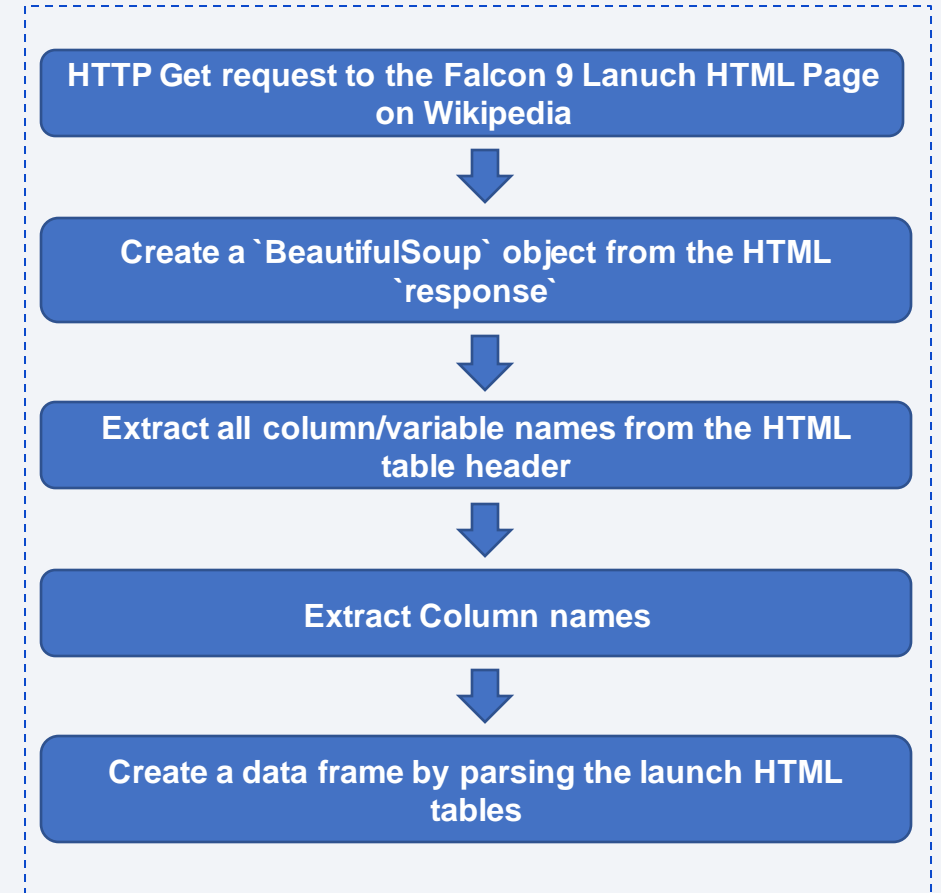 HTTP Get request to the Falcon 9 Lanuch HTML Page
on Wikipedia
Create a `BeautifulSoup` object from the HTML
`response`
Extract all column/variable names from the HTML
table header
Extract Column names
Create a data frame by parsing the launch HTML
tables